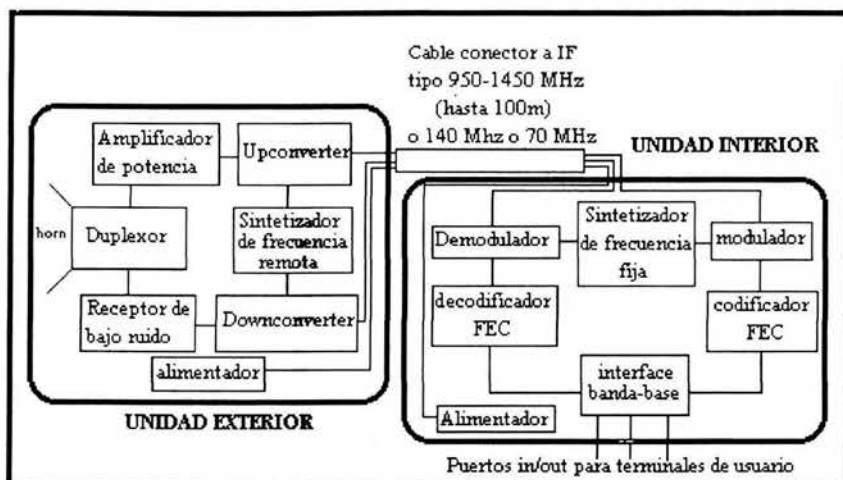 Cable conector a IF
tipo 950-1450 MHz
(hasta 100m)
o 140 Mhz o 70 MHz
UNIDAD INTERIOR
Amplificador
de potencia
Upconverter
horn
Duplexor
Sintetizador
de frecuencia
remota
Receptor de
bajo ruido
Downconverter
alimentador
UNIDAD EXTERIOR
Demodulador
Sintetizador
de frecuencia
fija
modulador
decodificador
FEC
codificador
FEC
interface
banda-base
Alimentador
Puertos in/out para terminales de usuario